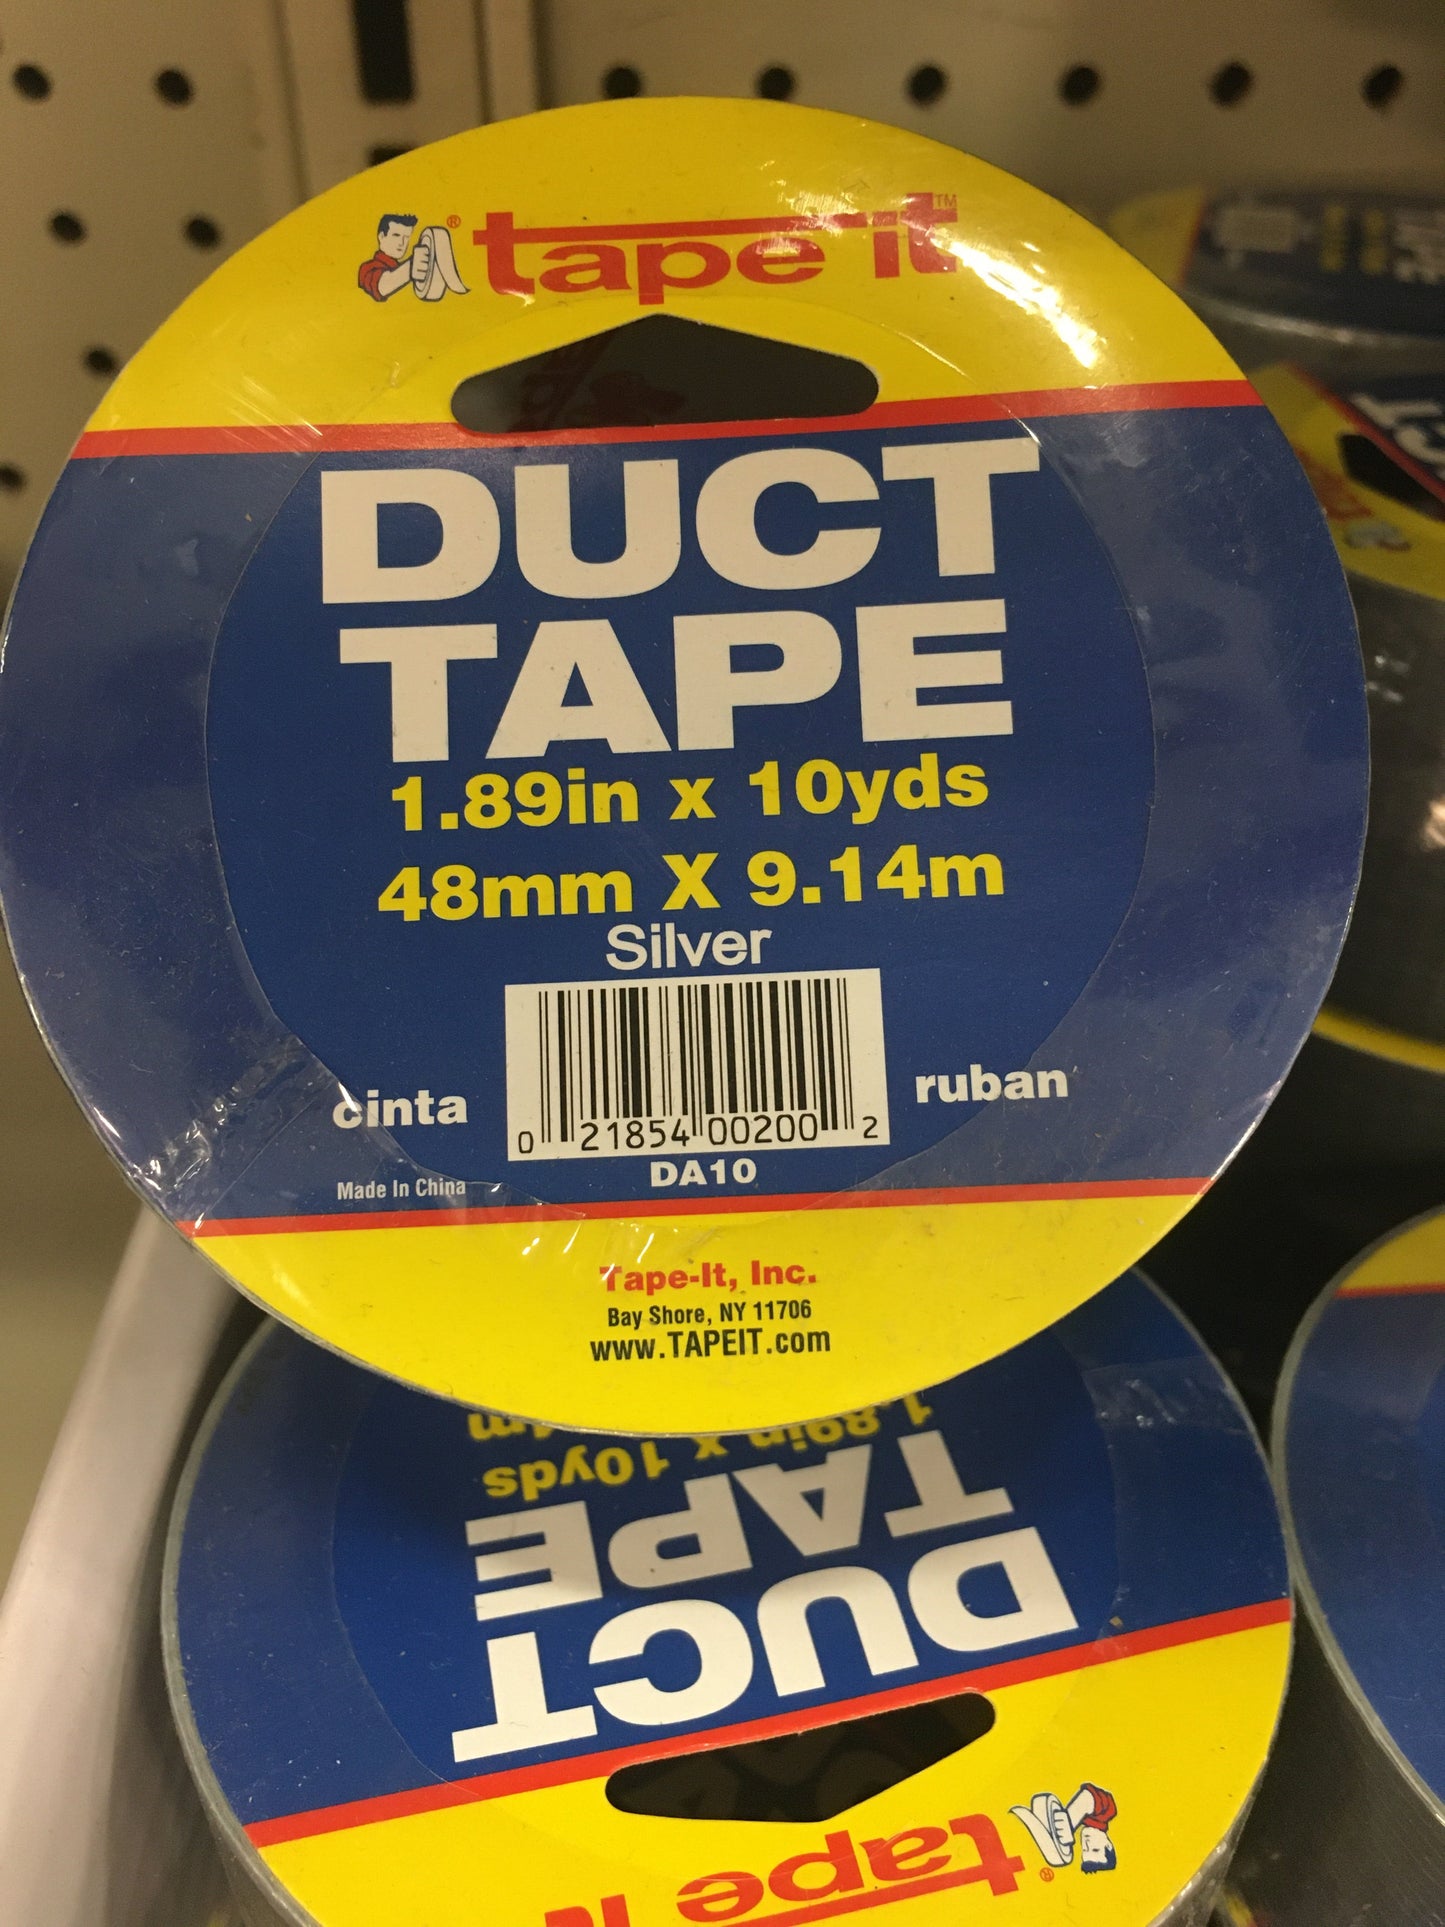 ® tape it™
DUCT
TAPE
1.89in x 10yds
48mm X 9.14m
Silver
cinta
ruban
0 21854 00200 2
DA10
Made In China
Tape-It, Inc.
Bay Shore, NY 11706
www.TAPEIT.com
1.89in x 10yds
TAPE
DUCT
tape it
®